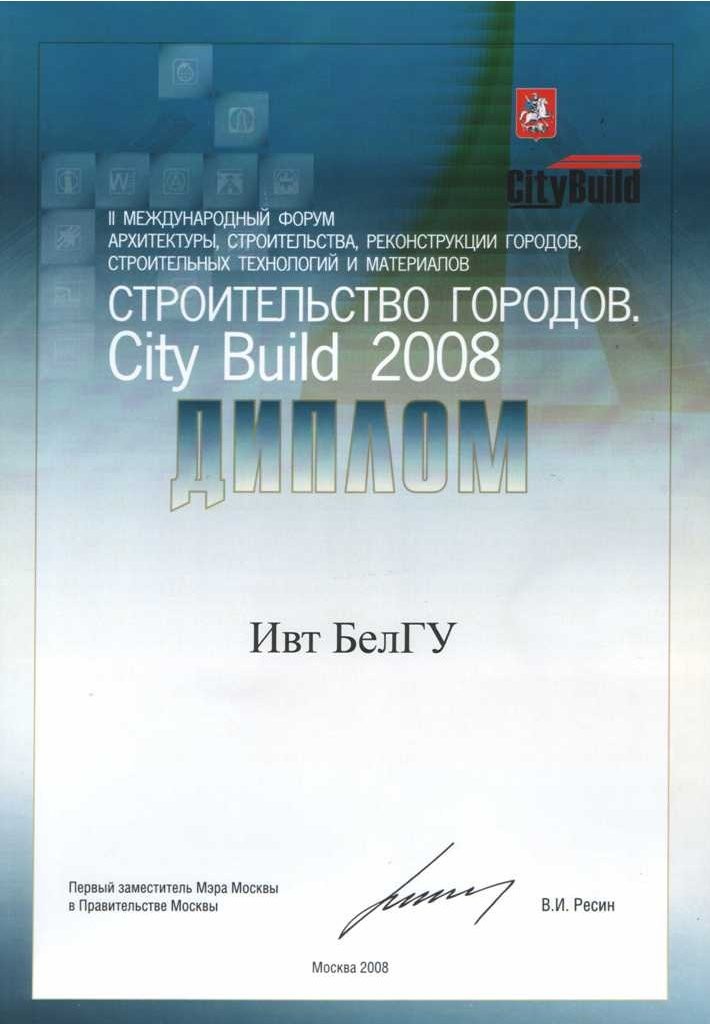 CityBuild
II МЕЖДУНАРОДНЫЙ ФОРУМ
АРХИТЕКТУРЫ, СТРОИТЕЛЬСТВА, РЕКОНСТРУКЦИИ ГОРОДОВ,
СТРОИТЕЛЬНЫХ ТЕХНОЛОГИЙ И МАТЕРИАЛОВ
СТРОИТЕЛЬСТВО ГОРОДОВ.
City Build 2008
ДИПЛОМ
Ивт БелГУ
Первый заместитель Мэра Москвы
в Правительстве Москвы
В.И. Ресин
Москва 2008